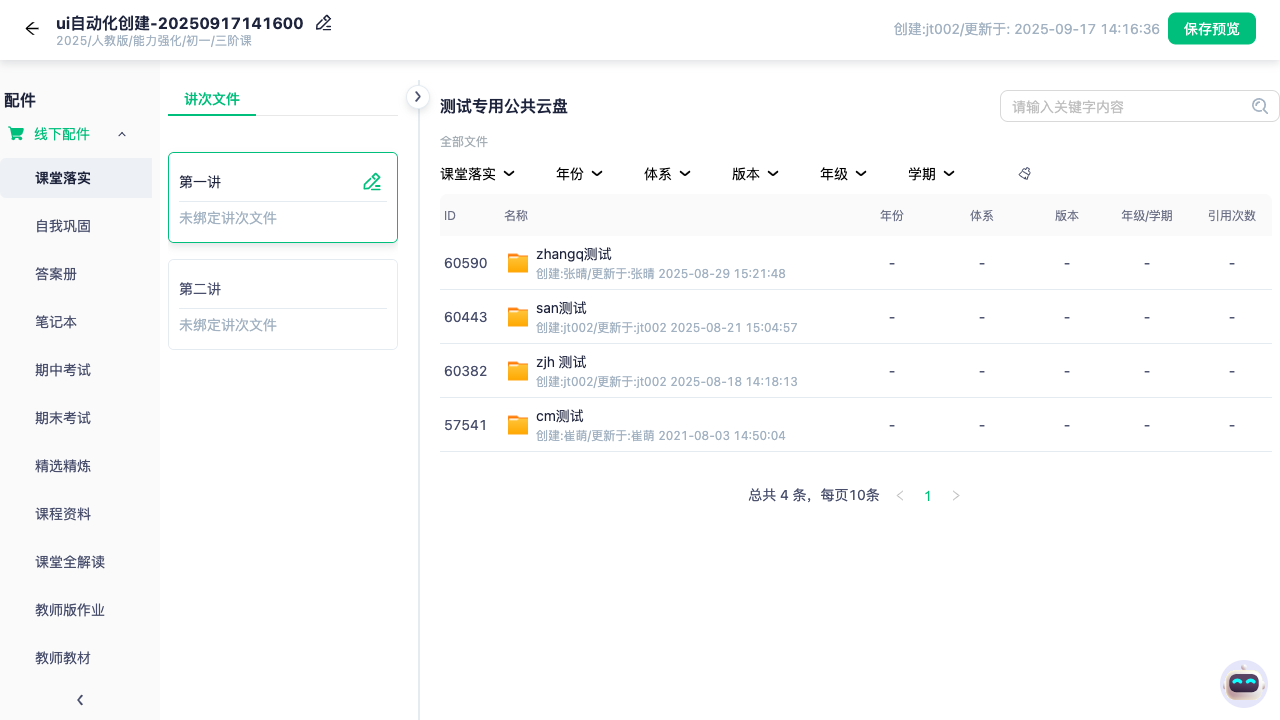 ui自动化创建-20250917141600
2025/人教版/能力强化/初一/三阶课
创建:jt002/更新于: 2025-09-17 14:16:36
保存预览
配件
线下配件
课堂落实
自我巩固
答案册
笔记本
期中考试
期末考试
精选精炼
课程资料
课堂全解读
教师版作业
教师教材
讲次文件
第一讲
未绑定讲次文件
第二讲
未绑定讲次文件
测试专用公共云盘
请输入关键字内容
全部文件
课堂落实 年份 体系 版本 年级 学期
ID 名称 年份 体系 版本 年级/学期 引用次数
60590 zhangq测试 - - - - -
创建:张晴/更新于:张晴 2025-08-29 15:21:48
60443 san测试 - - - - -
创建:jt002/更新于:jt002 2025-08-21 15:04:57
60382 zjh 测试 - - - - -
创建:jt002/更新于:jt002 2025-08-18 14:18:13
57541 cm测试 - - - - -
创建:崔萌/更新于:崔萌 2021-08-03 14:50:04
总共 4 条，每页10条 1